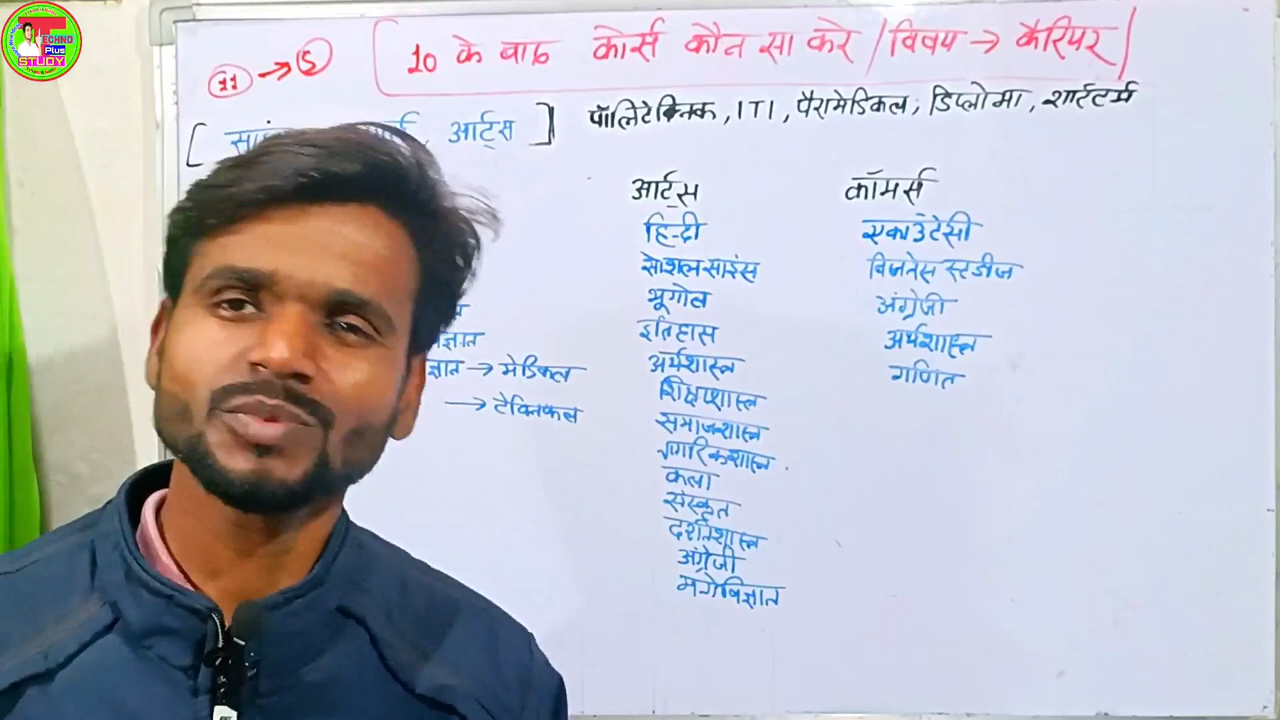 TECHNO
Plus
STUDY
11 → 5
10 के बाद कोर्स कौन सा करे / विषय → कैरियर
पॉलिटेक्निक, ITI, पैरामेडिकल, डिप्लोमा, शार्टटर्म
[ , आर्ट्स ]
आर्ट्स
हिन्दी
सोशल साइंस
भूगोल
इतिहास
अर्थशास्त्र
शिक्षाशास्त्र
समाजशास्त्र
नागरिकशास्त्र
कला
संस्कृत
दर्शनशास्त्र
अंग्रेजी
मनोविज्ञान
कॉमर्स
एकाउंटेसी
बिजनेस स्टडीज
अंग्रेजी
अर्थशास्त्र
गणित
→ मेडिकल
→ टेक्निकल